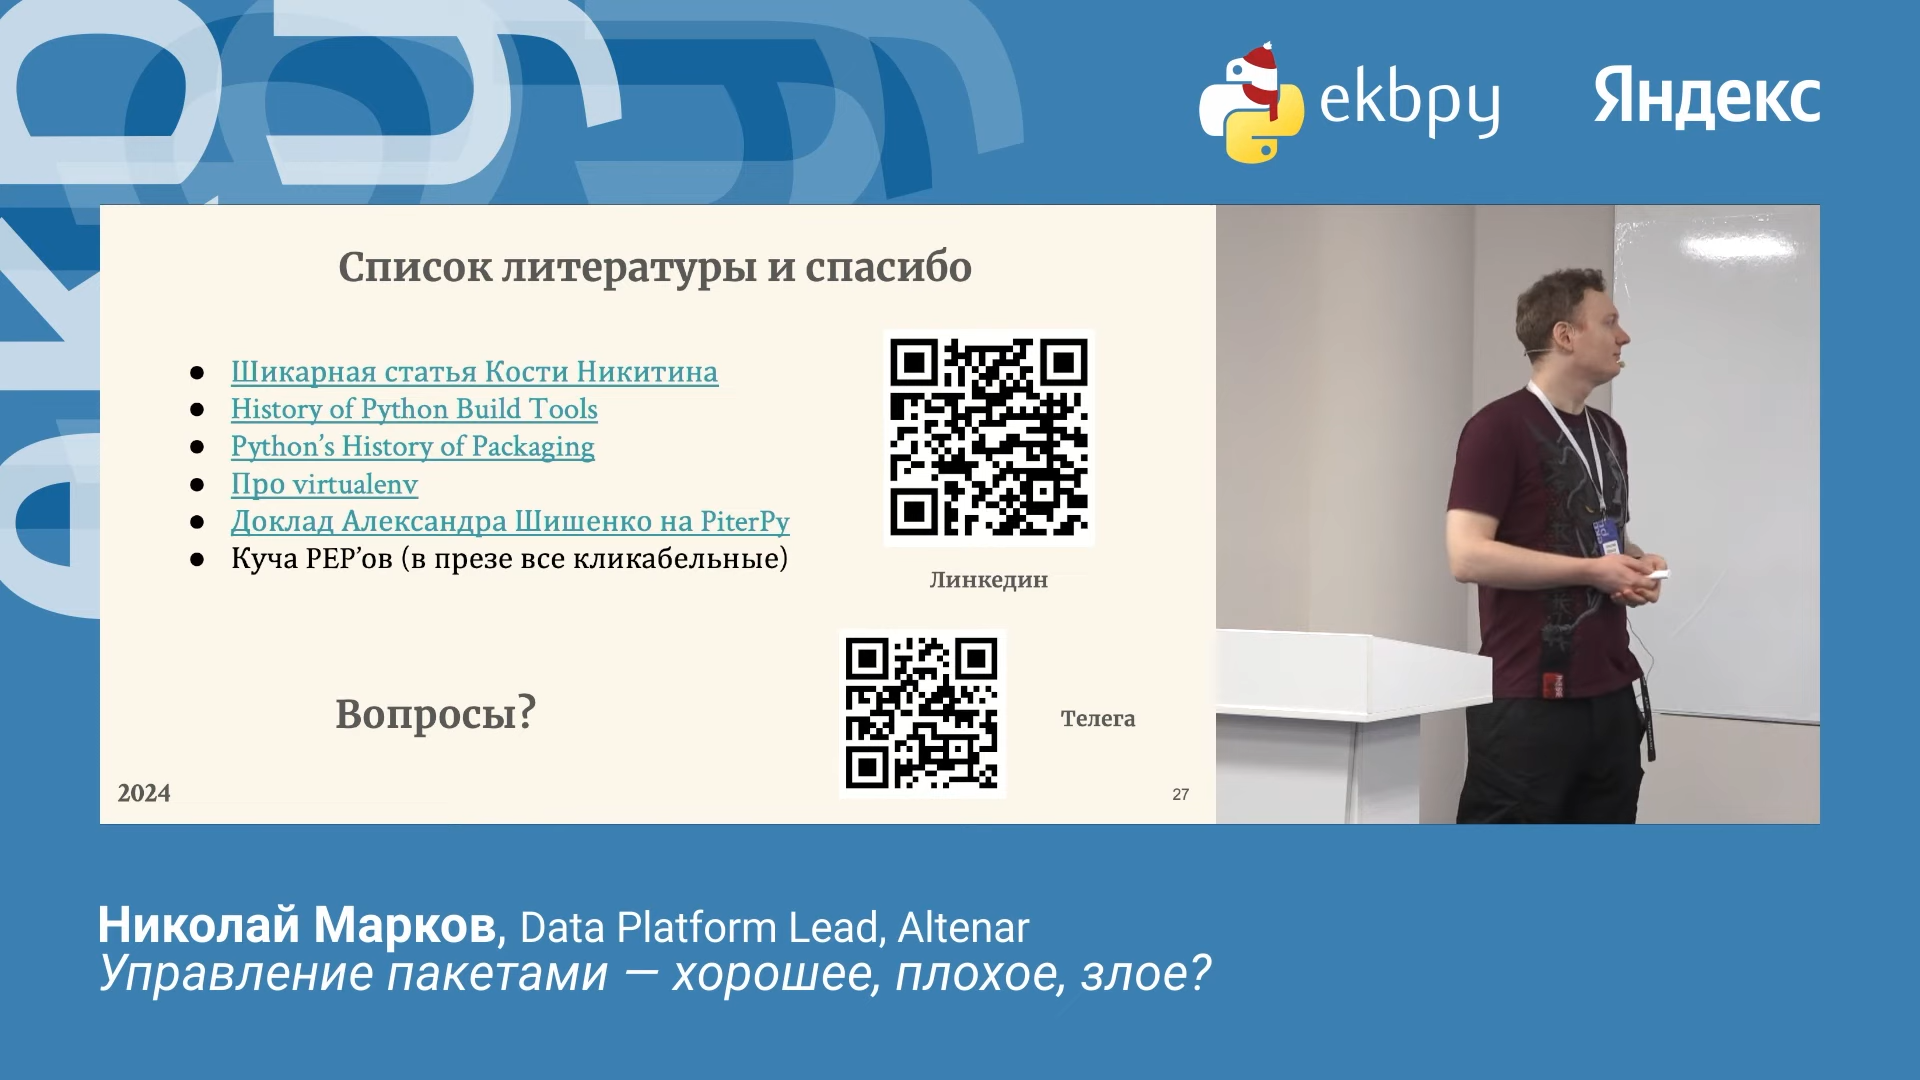 ekbpy
Яндекс
Список литературы и спасибо
Шикарная статья Кости Никитина
History of Python Build Tools
Python’s History of Packaging
Про virtualenv
Доклад Александра Шишенко на PiterPy
Куча PEP’ов (в презе все кликабельные)
Линкедин
Вопросы?
Телега
2024
27
Николай Марков, Data Platform Lead, Altenar
Управление пакетами — хорошее, плохое, злое?